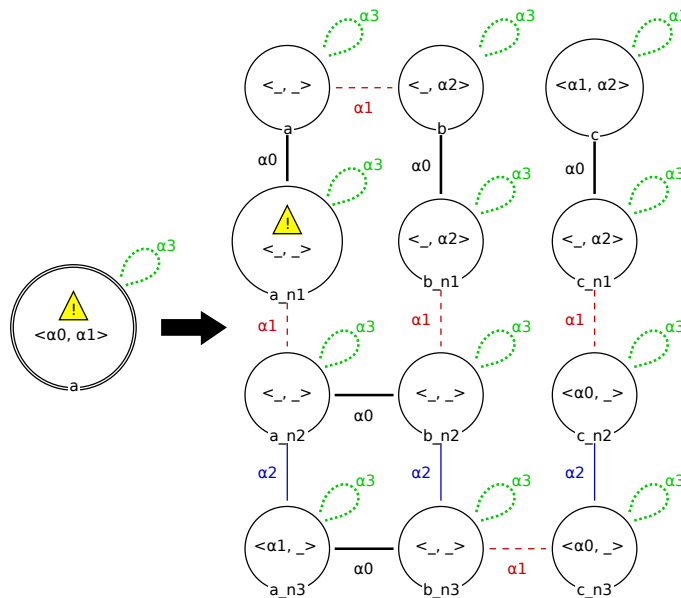 α3 α3 α3
<_, _> <_, α2> <α1, α2>
α1
a b c
α0 α0 α0
α3 α3 α3
! <_, _> <_, α2> <_, α2>
a_n1 b_n1 c_n1
α3
! <α0, α1>
a
α1 α1 α1
α3 α3 α3
<_, _> <_, _> <α0, _>
α0
a_n2 b_n2 c_n2
α2 α2 α2
α3 α3 α3
<α1, _> <_, _> <α0, _>
α0 α1
a_n3 b_n3 c_n3